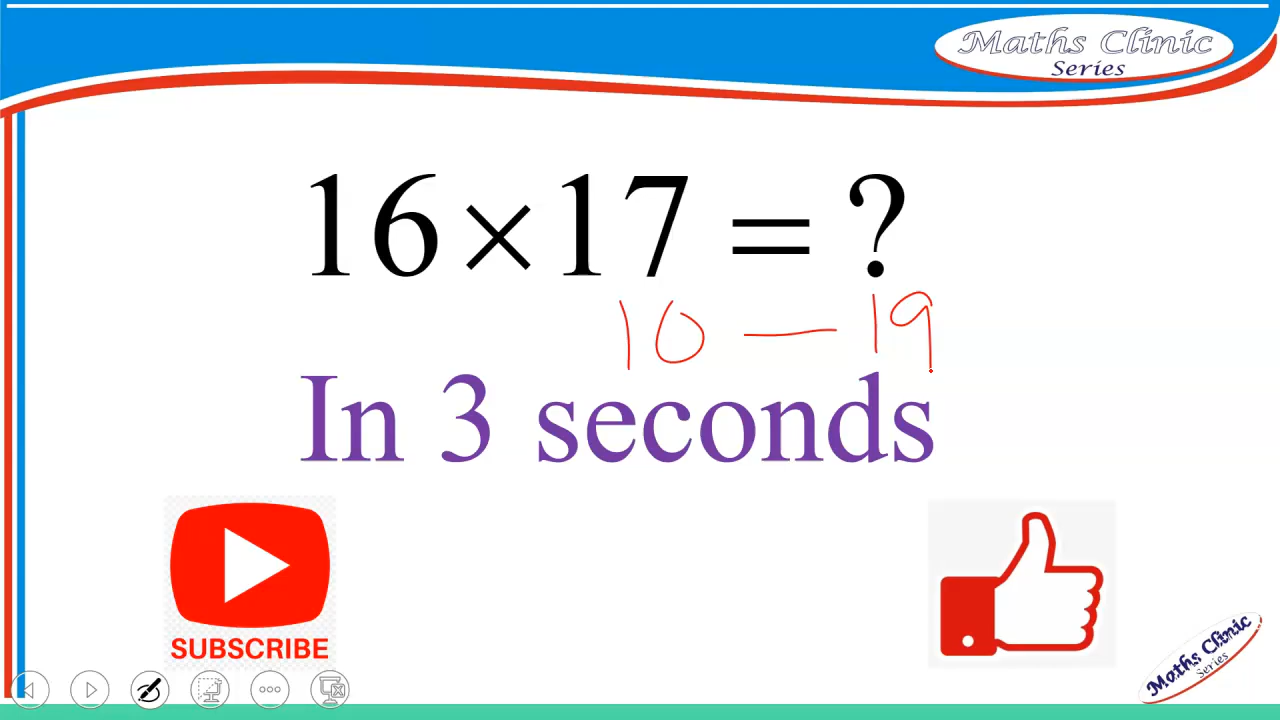 Maths Clinic
Series
16×17=?
10 — 19
In 3 seconds
SUBSCRIBE
Maths Clinic
Series